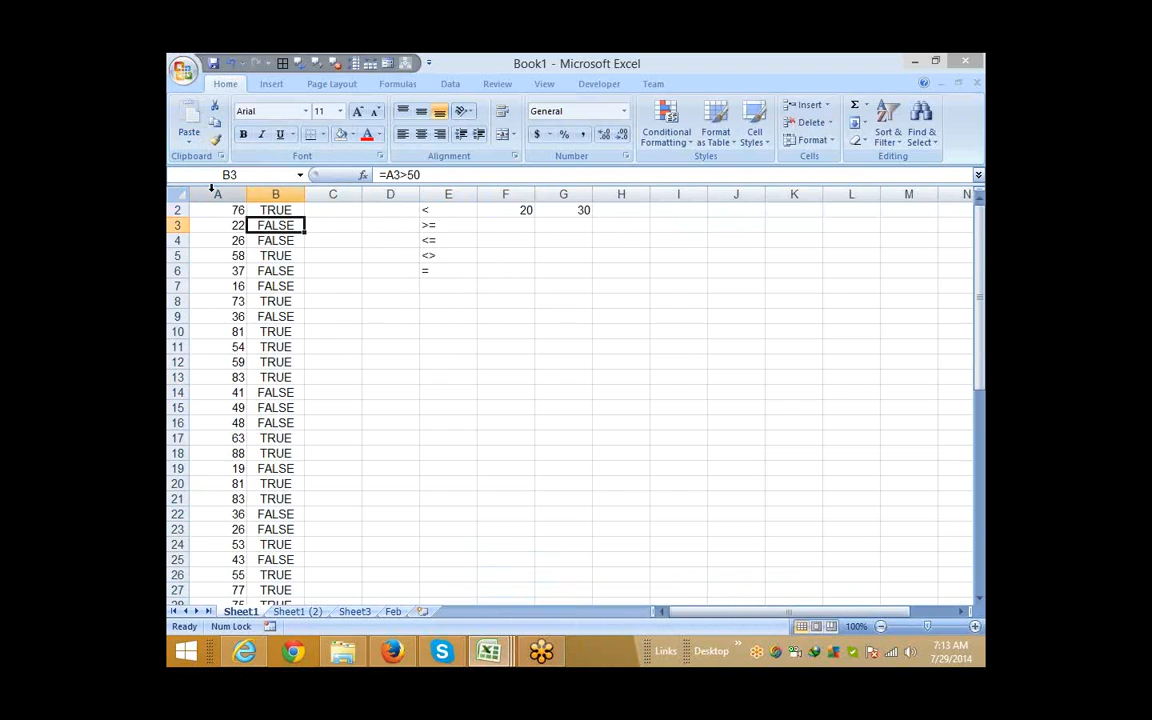 Book1 - Microsoft Excel
Home Insert Page Layout Formulas Data Review View Developer Team
Paste Arial 11 General Conditional Formatting Format as Table Cell Styles Insert Delete Format Sort & Filter Find & Select
Clipboard Font Alignment Number Styles Cells Editing
B3 fx =A3>50
A B C D E F G H I J K L M N
2 76 TRUE < 20 30
3 22 FALSE >=
4 26 FALSE <=
5 58 TRUE <>
6 37 FALSE =
7 16 FALSE
8 73 TRUE
9 36 FALSE
10 81 TRUE
11 54 TRUE
12 59 TRUE
13 83 TRUE
14 41 FALSE
15 49 FALSE
16 48 FALSE
17 63 TRUE
18 88 TRUE
19 19 FALSE
20 81 TRUE
21 83 TRUE
22 36 FALSE
23 26 FALSE
24 53 TRUE
25 43 FALSE
26 55 TRUE
27 77 TRUE
28 75 TRUE
Sheet1 Sheet1 (2) Sheet3 Feb
Ready Num Lock 100%
Links Desktop » 7:13 AM
7/29/2014